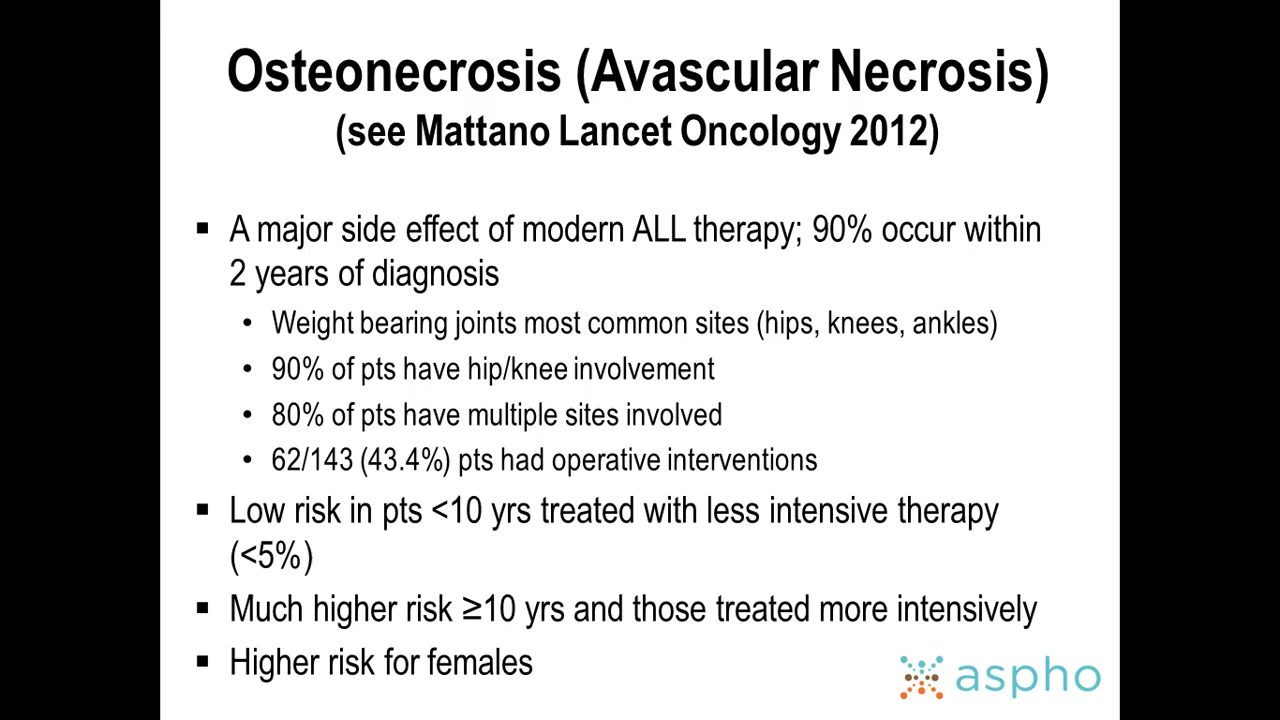 Osteonecrosis (Avascular Necrosis)
(see Mattano Lancet Oncology 2012)
▪ A major side effect of modern ALL therapy; 90% occur within
2 years of diagnosis
• Weight bearing joints most common sites (hips, knees, ankles)
• 90% of pts have hip/knee involvement
• 80% of pts have multiple sites involved
• 62/143 (43.4%) pts had operative interventions
▪ Low risk in pts <10 yrs treated with less intensive therapy
(<5%)
▪ Much higher risk ≥10 yrs and those treated more intensively
▪ Higher risk for females
aspho